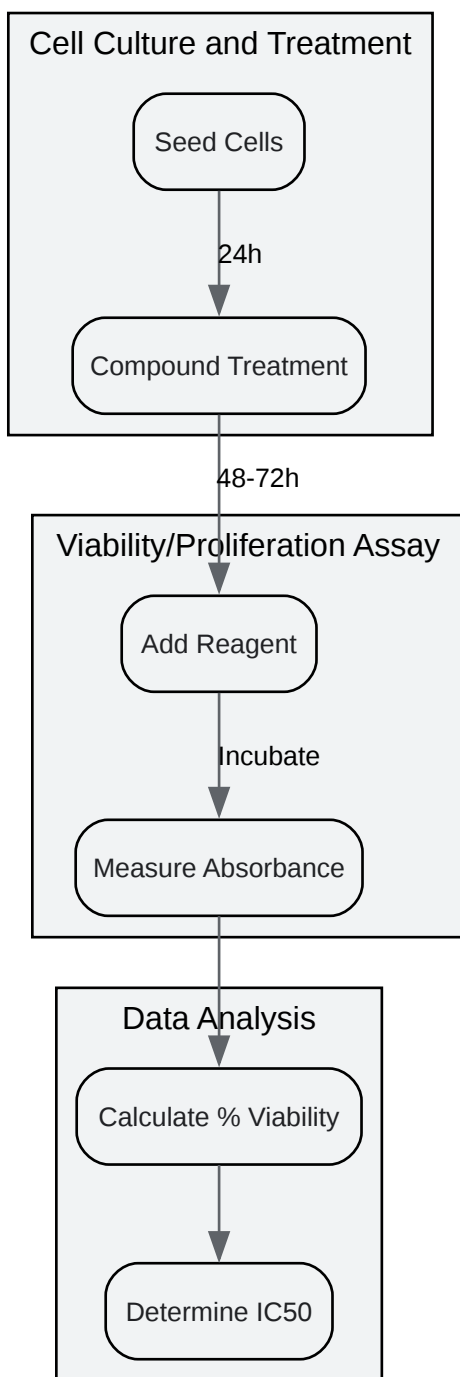 Cell Culture and Treatment
Seed Cells
24h
Compound Treatment
48-72h
Viability/Proliferation Assay
Add Reagent
Incubate
Measure Absorbance
Data Analysis
Calculate % Viability
Determine IC50